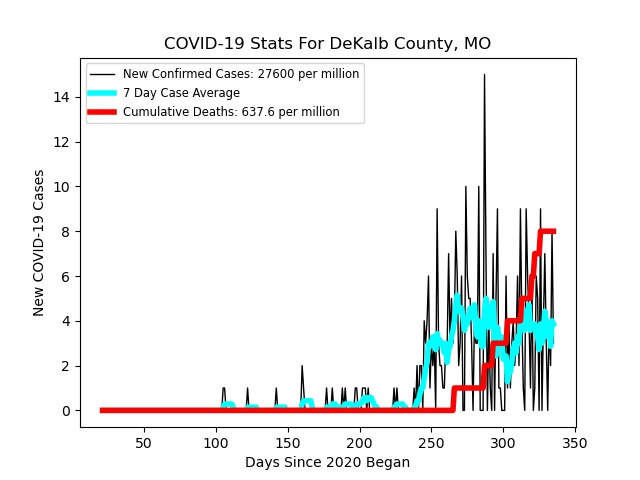 COVID-19 Stats For DeKalb County, MO
New Confirmed Cases: 27600 per million
7 Day Case Average
Cumulative Deaths: 637.6 per million
New COVID-19 Cases
14
12
10
8
6
4
2
0
50
100
150
200
250
300
350
Days Since 2020 Began